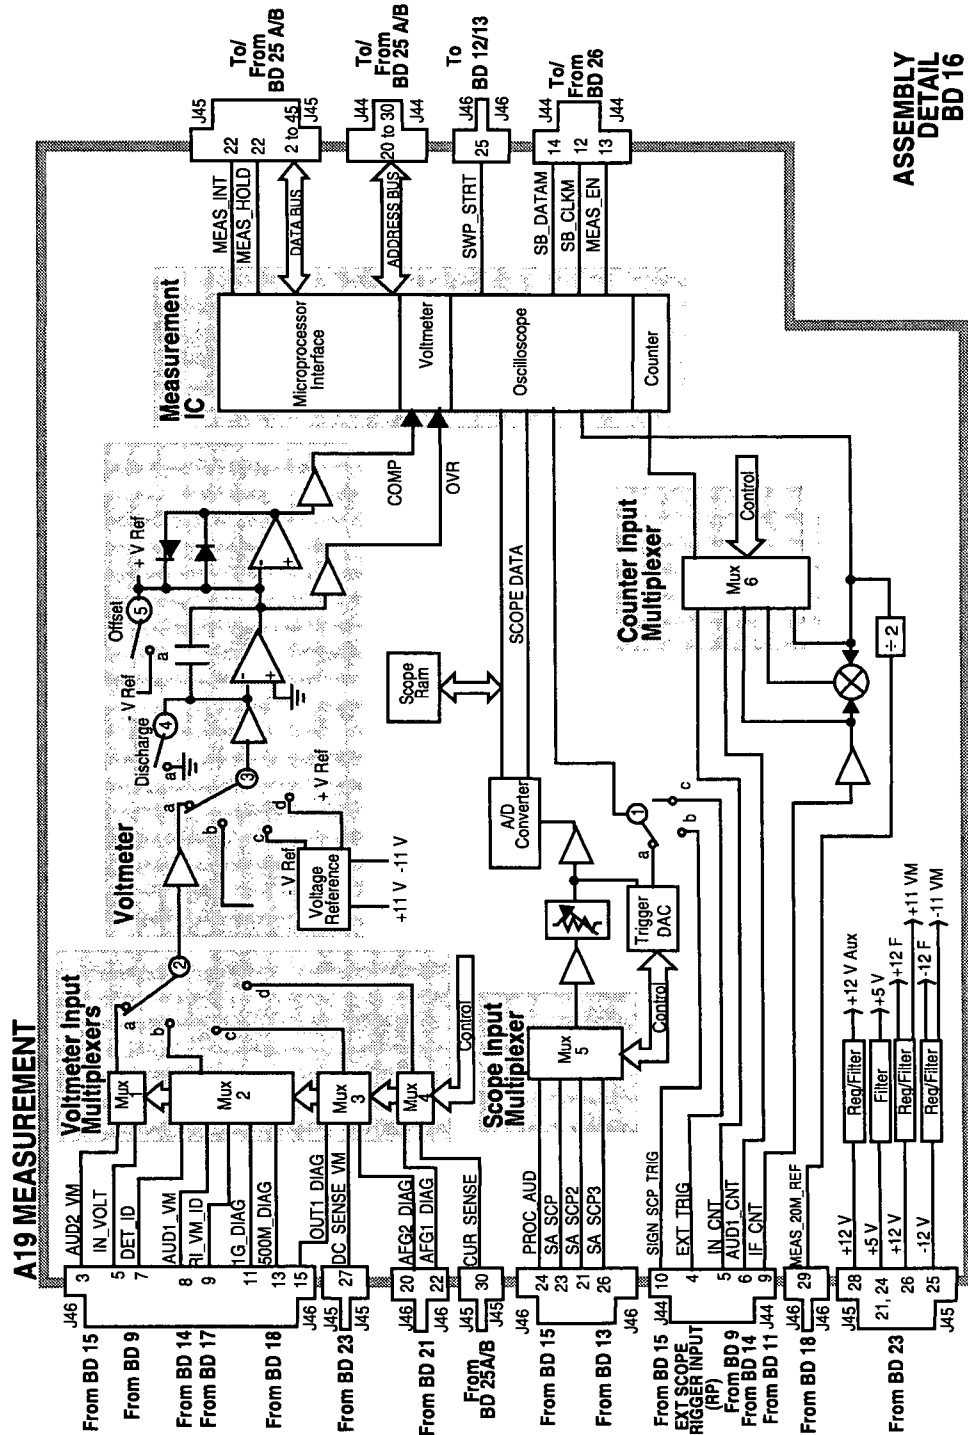 A19 MEASUREMENT
ASSEMBLY
DETAIL
BD 16
From BD 15
From BD 9
From BD 14
From BD 17
From BD 18
From BD 23
From BD 21
From
BD 25A/B
From BD 15
From BD 13
From BD 15
EXT SCOPE
RIGGER INPUT
(RP)
From BD 9
From BD 14
From BD 11
From BD 18
From BD 23
J46
3
5
7
8
9
11
13
15
J46
J45
27
J45
J46
20
22
J46
J45
30
J45
J46
24
23
21
26
J46
J44
10
4
5
6
9
J44
J46
29
J46
J45
28
21, 24
26
25
J45
AUD2_VM
IN_VOLT
DET_ID
AUD1_VM
RI_VM_ID
1G_DIAG
500M_DIAG
OUT1_DIAG
DC_SENSE_VM
AFG2_DIAG
AFG1_DIAG
CUR_SENSE
PROC_AUD
SA_SCP
SA_SCP2
SA_SCP3
SIGN_SCP_TRIG
EXT_TRIG
IN_CNT
AUD1_CNT
IF_CNT
MEAS_20M_REF
+12 V
+5 V
+12 V
-12 V
Reg/Filter
Filter
Reg/Filter
Reg/Filter
+12 V Aux
+5 V
+12 F
+11 VM
-12 F
-11 VM
Voltmeter Input
Multiplexers
Mux
1
Mux
2
Mux
3
Mux
4
Control
2
a
b
c
d
Scope Input
Multiplexer
Mux
5
Control
Trigger
DAC
1
a
b
c
A/D
Converter
Scope
Ram
SCOPE DATA
Voltmeter
3
a
b
c
d
- V Ref
+ V Ref
Voltage
Reference
+11 V
-11 V
Discharge
4
a
Offset
5
a
- V Ref
+ V Ref
-
+
-
+
COMP
OVR
Counter Input
Multiplexer
Mux
6
Control
÷ 2
Measurement
IC
Microprocessor
Interface
Voltmeter
Oscilloscope
Counter
MEAS_INT
MEAS_HOLD
DATA BUS
ADDRESS BUS
SWP_STRT
SB_DATAM
SB_CLKM
MEAS_EN
J45
22
22
2 to 45
J45
J44
20 to 30
J44
J46
25
J46
J44
14
12
13
J44
To/
From
BD 25 A/B
To/
From
BD 25 A/B
To
BD 12/13
To/
From
BD 26